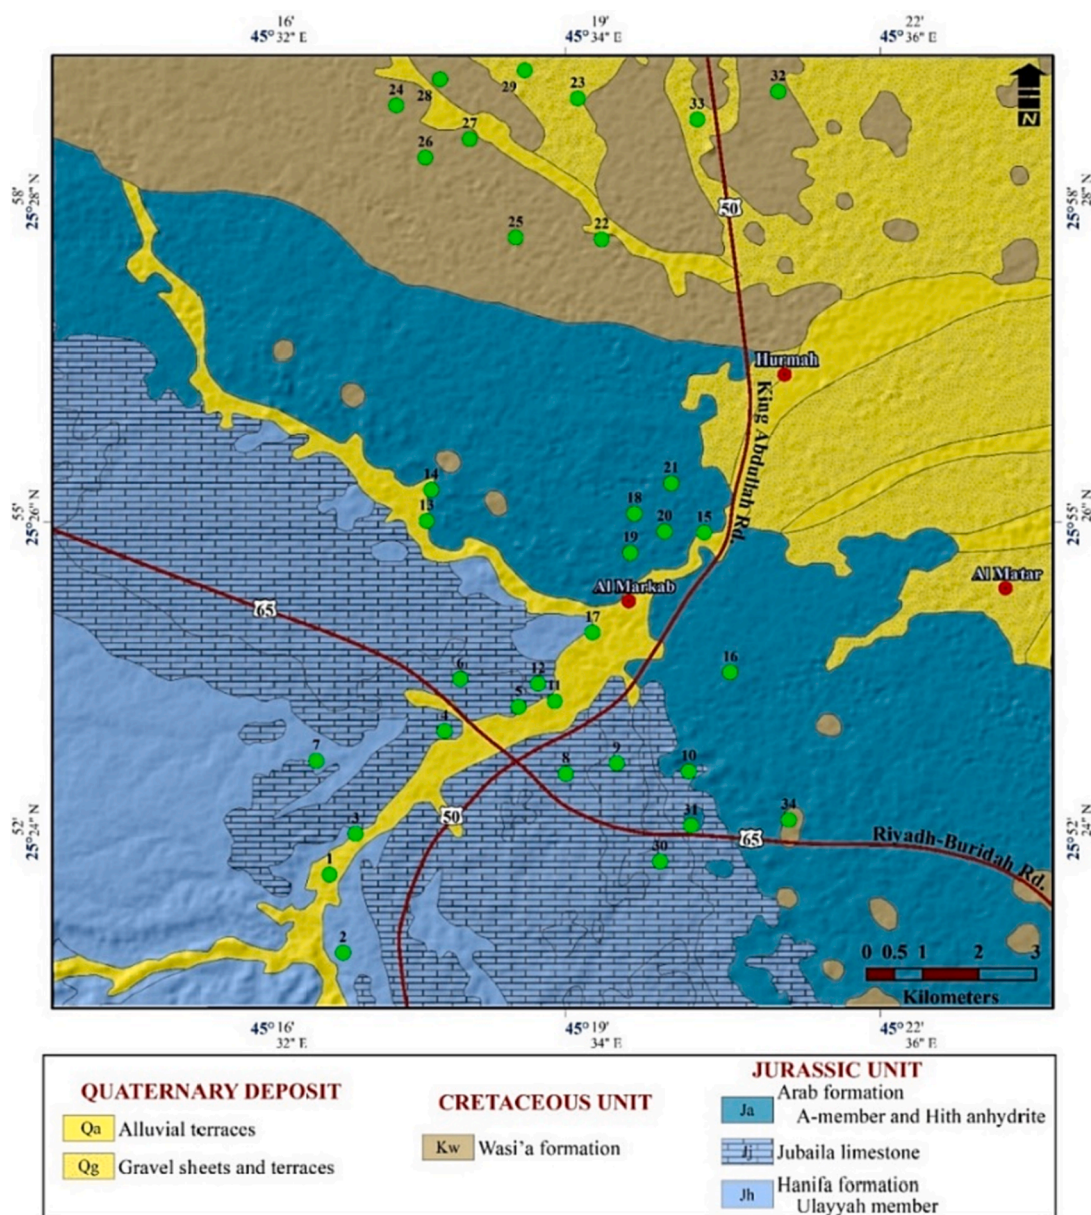 16' 19' 22'
45° 32" E 45° 34" E 45° 36" E
32
24 28 29 23 33
27
26
N
58' 25° 28" N
50
58' 25° 28" N
25 22
Hurmah
King Abdullah Rd.
14 21
13 18 20 15
19
55' 25° 26" N
55' 25° 26" N
Al Markab
Al Matar
65
17
16
6 12
5 11
4
7 8 9 10
3 50 31 34
65
Riyadh-Buridah Rd.
52' 25° 24" N
52' 25° 24" N
1 30
2
0 0.5 1 2 3
Kilometers
45° 16' 45° 19' 45° 22'
32" E 34" E 36" E
QUATERNARY DEPOSIT
Qa Alluvial terraces
Qg Gravel sheets and terraces
CRETACEOUS UNIT
Kw Wasi'a formation
JURASSIC UNIT
Ja Arab formation
A-member and Hith anhydrite
Jj Jubaila limestone
Jh Hanifa formation
Ulayyah member